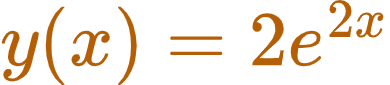 y(x) = 2e^{2x}